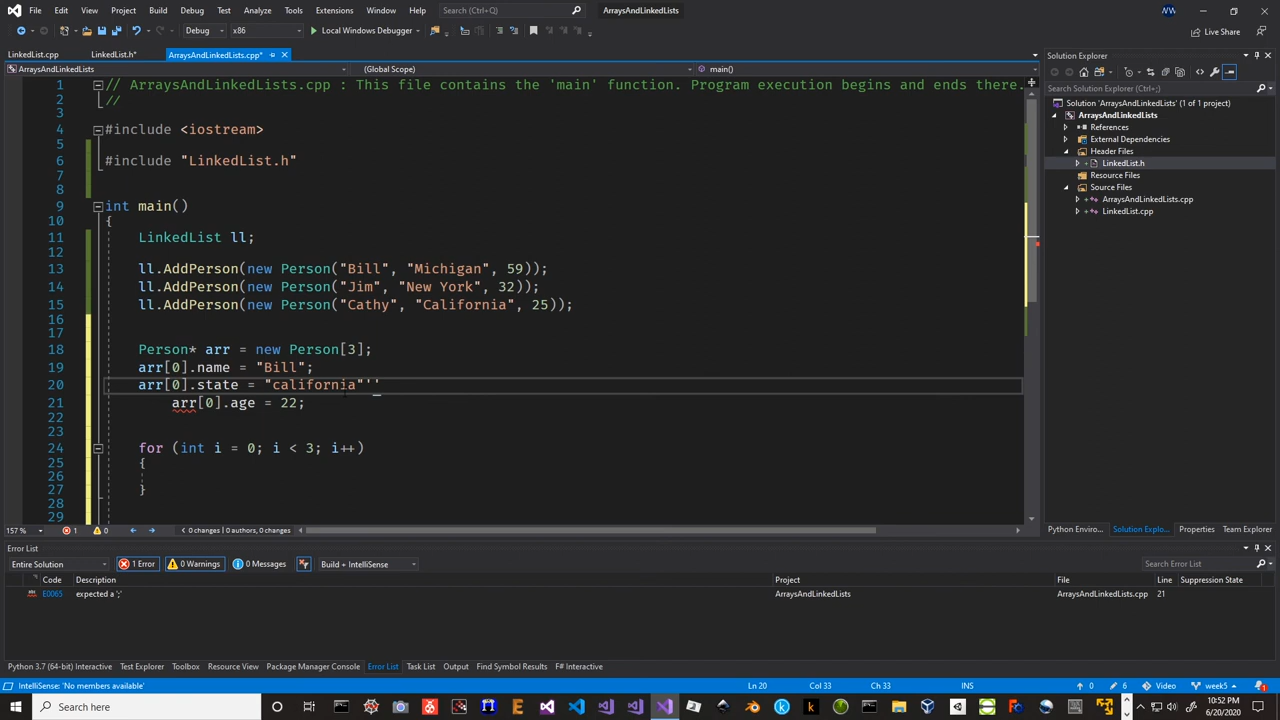 File Edit View Project Build Debug Test Analyze Tools Extensions Window Help Search (Ctrl+Q) ArraysAndLinkedLists NW
Debug x86 Local Windows Debugger Live Share
LinkedList.cpp LinkedList.h* ArraysAndLinkedLists.cpp*
ArraysAndLinkedLists (Global Scope) main()
1 // ArraysAndLinkedLists.cpp : This file contains the 'main' function. Program execution begins and ends there.
2 //
3
4 #include <iostream>
5
6 #include "LinkedList.h"
7
8
9 int main()
10 {
11 LinkedList ll;
12
13 ll.AddPerson(new Person("Bill", "Michigan", 59));
14 ll.AddPerson(new Person("Jim", "New York", 32));
15 ll.AddPerson(new Person("Cathy", "California", 25));
16
17
18 Person* arr = new Person[3];
19 arr[0].name = "Bill";
20 arr[0].state = "california"''
21 arr[0].age = 22;
22
23
24 for (int i = 0; i < 3; i++)
25 {
26
27 }
28
29
157 % 1 0 0 changes | 0 authors, 0 changes
Solution Explorer
Search Solution Explorer (Ctrl+;)
Solution 'ArraysAndLinkedLists' (1 of 1 project)
ArraysAndLinkedLists
References
External Dependencies
Header Files
LinkedList.h
Resource Files
Source Files
ArraysAndLinkedLists.cpp
LinkedList.cpp
Python Enviro... Solution Explo... Properties Team Explorer
Error List
Entire Solution 1 Error 0 Warnings 0 Messages Build + IntelliSense Search Error List
Code Description Project File Line Suppression State
E0065 expected a ';' ArraysAndLinkedLists ArraysAndLinkedLists.cpp 21
Python 3.7 (64-bit) Interactive Test Explorer Toolbox Resource View Package Manager Console Error List Task List Output Find Symbol Results F# Interactive
IntelliSense: 'No members available' Ln 20 Col 33 Ch 33 INS 0 6 Video week5 1
Search here 10:52 PM
6/20/2020